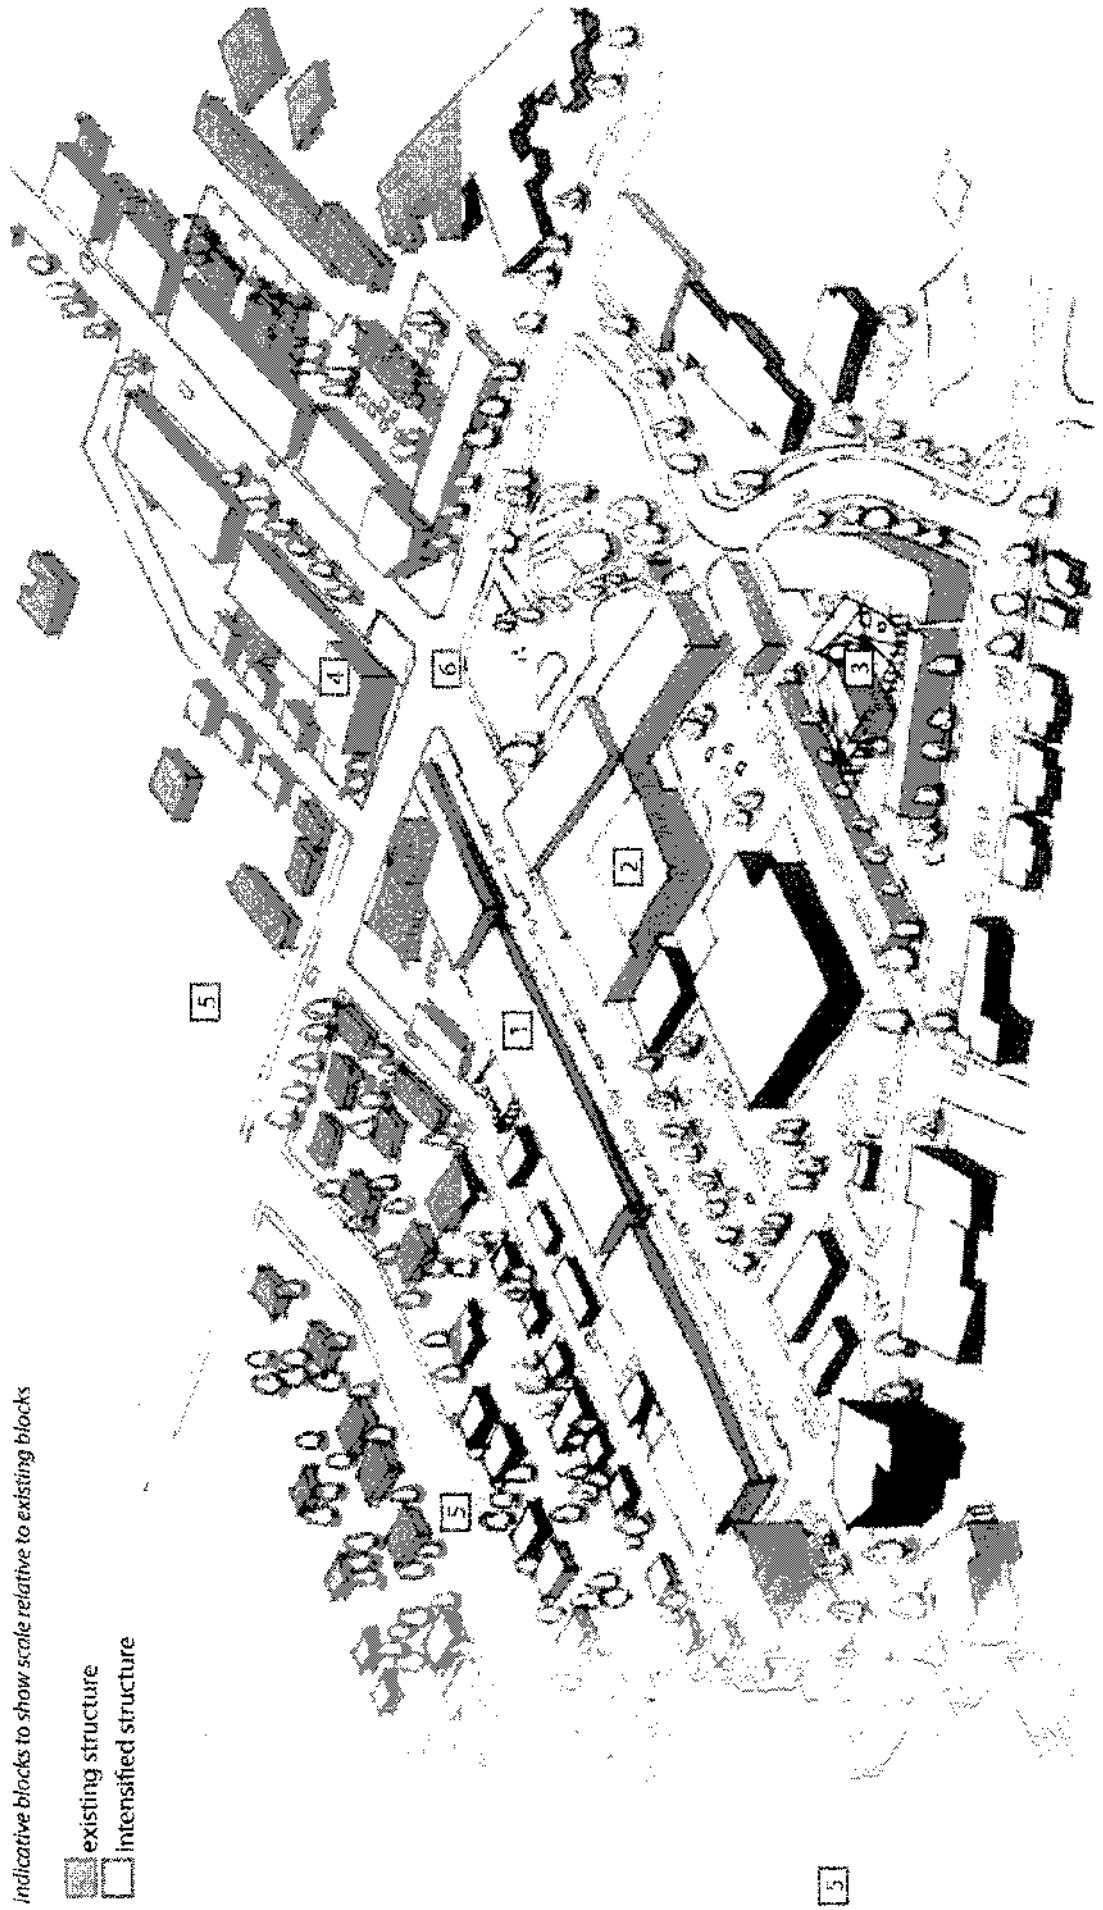 indicative blocks to show scale relative to existing blocks
existing structure
intensified structure
5
5
5
4
6
1
2
3